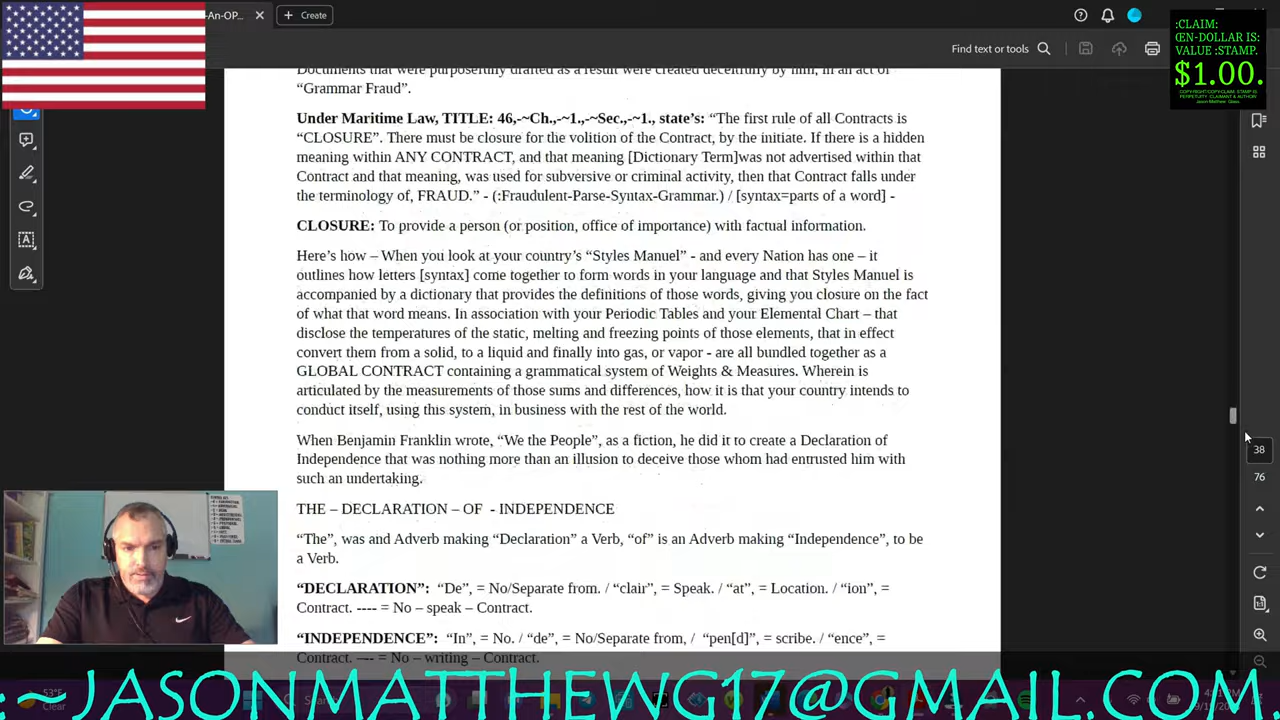 -An-OP...
Create
Find text or tools
:CLAIM:
ŒN-DOLLAR IS:
VALUE :STAMP.
$1.00.
COPYRIGHT/COPYCLAIM STAMP IS
PERPETUITY CLAIMANT & AUTHOR
Jason Matthew: Glass.
Documents that were purposefully drafted as a result were created deceitfully by him, in an act of
“Grammar Fraud”.
Under Maritime Law, TITLE: 46,-~Ch.,-~1.,-~Sec.,-~1., state’s: “The first rule of all Contracts is
“CLOSURE”. There must be closure for the volition of the Contract, by the initiate. If there is a hidden
meaning within ANY CONTRACT, and that meaning [Dictionary Term]was not advertised within that
Contract and that meaning, was used for subversive or criminal activity, then that Contract falls under
the terminology of, FRAUD.” - (:Fraudulent-Parse-Syntax-Grammar.) / [syntax=parts of a word] -
CLOSURE: To provide a person (or position, office of importance) with factual information.
Here’s how – When you look at your country’s “Styles Manuel” - and every Nation has one – it
outlines how letters [syntax] come together to form words in your language and that Styles Manuel is
accompanied by a dictionary that provides the definitions of those words, giving you closure on the fact
of what that word means. In association with your Periodic Tables and your Elemental Chart – that
disclose the temperatures of the static, melting and freezing points of those elements, that in effect
convert them from a solid, to a liquid and finally into gas, or vapor - are all bundled together as a
GLOBAL CONTRACT containing a grammatical system of Weights & Measures. Wherein is
articulated by the measurements of those sums and differences, how it is that your country intends to
conduct itself, using this system, in business with the rest of the world.
38
76
When Benjamin Franklin wrote, “We the People”, as a fiction, he did it to create a Declaration of
Independence that was nothing more than an illusion to deceive those whom had entrusted him with
such an undertaking.
THE – DECLARATION – OF  - INDEPENDENCE
“The”, was and Adverb making “Declaration” a Verb, “of” is an Adverb making “Independence”, to be
a Verb.
“DECLARATION”:  “De”, = No/Separate from. / “clair”, = Speak. / “at”, = Location. / “ion”, =
Contract. ---- = No – speak – Contract.
“INDEPENDENCE”:  “In”, = No. / “de”, = No/Separate from, /  “pen[d]”, = scribe. / “ence”, =
Contract. ---- = No – writing – Contract.
53°F
Clear
Search
:~ JASONMATTHEWG17@GMAIL.COM.